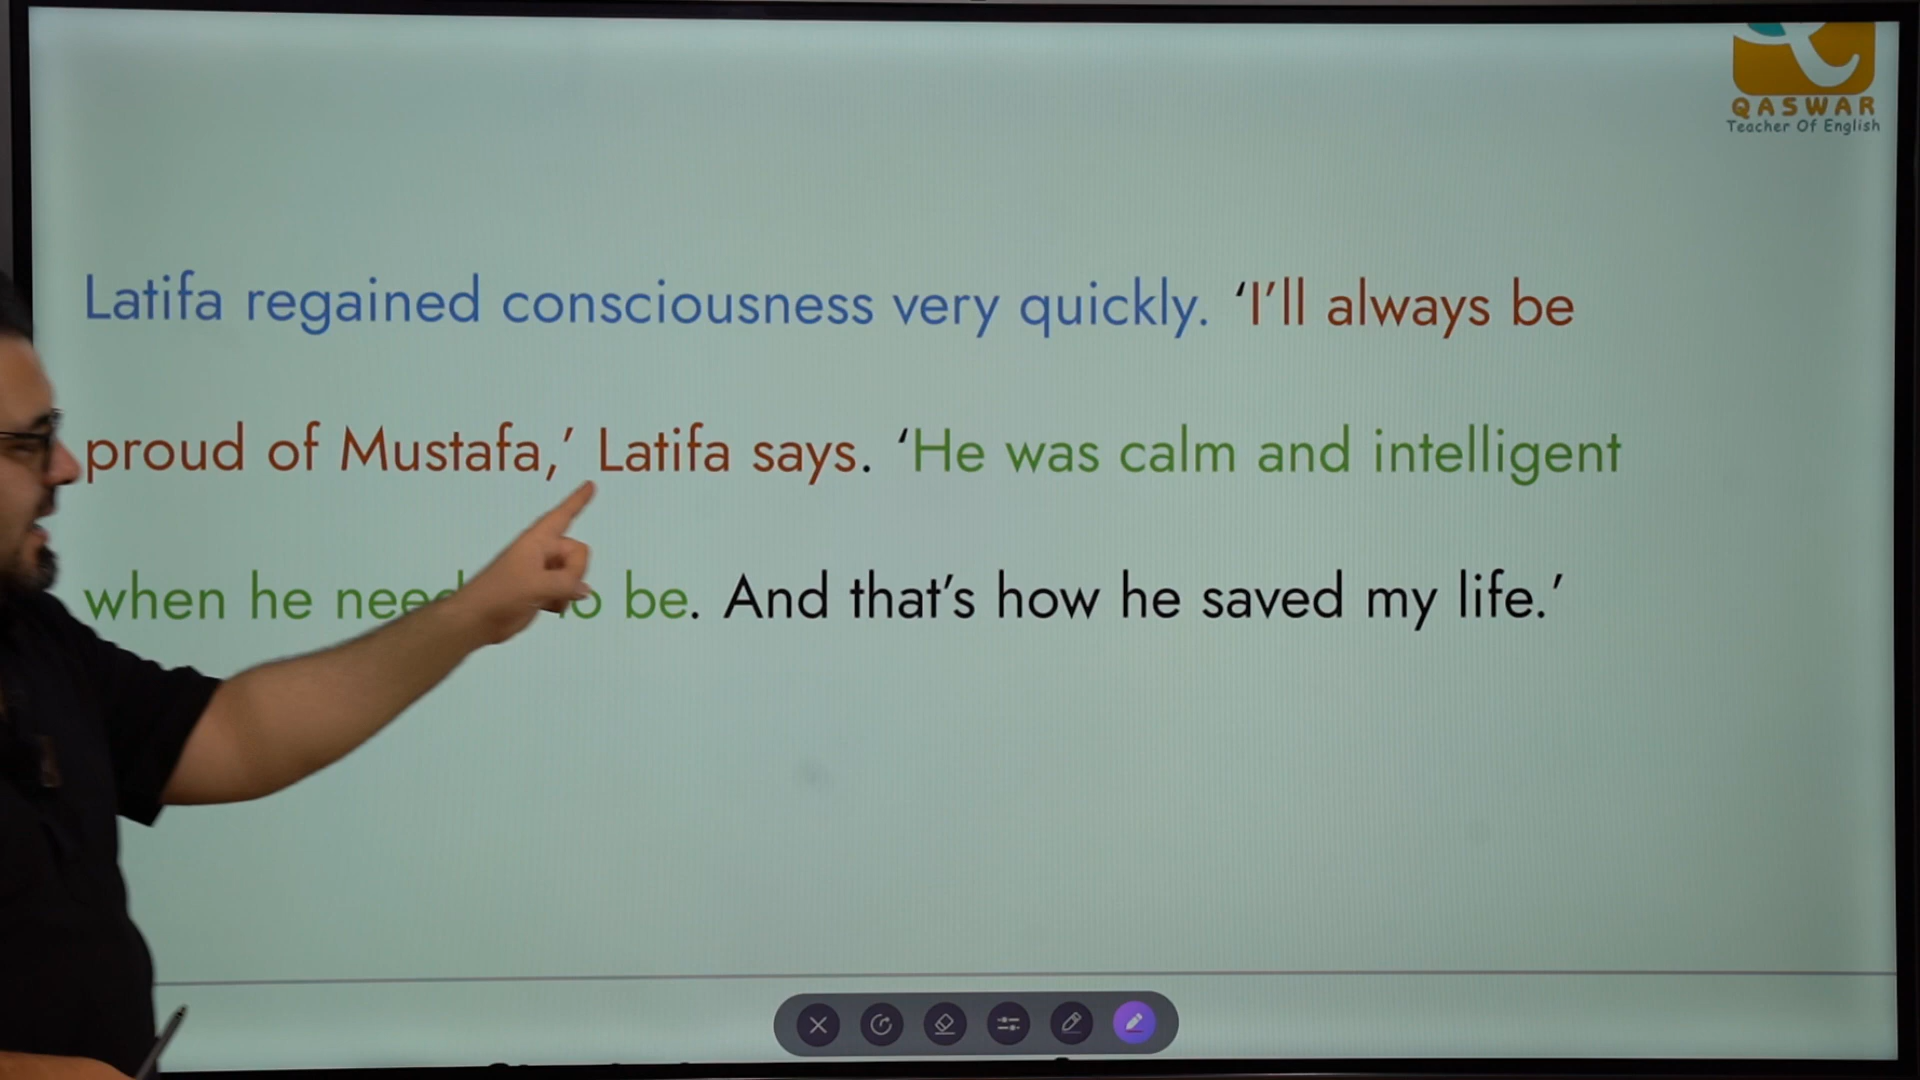 QASWAR
Teacher Of English
Latifa regained consciousness very quickly. ‘I’ll always be
proud of Mustafa,’ Latifa says. ‘He was calm and intelligent
when he be. And that’s how he saved my life.’